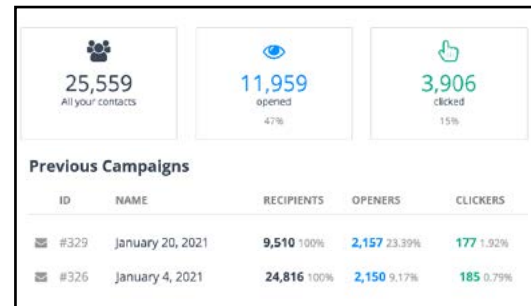 25,559
All your contacts
11,959
opened
47%
3,906
clicked
15%
Previous Campaigns
ID NAME RECIPIENTS OPENERS CLICKERS
#329 January 20, 2021 9,510 100% 2,157 23.39% 177 1.92%
#326 January 4, 2021 24,816 100% 2,150 9.17% 185 0.79%